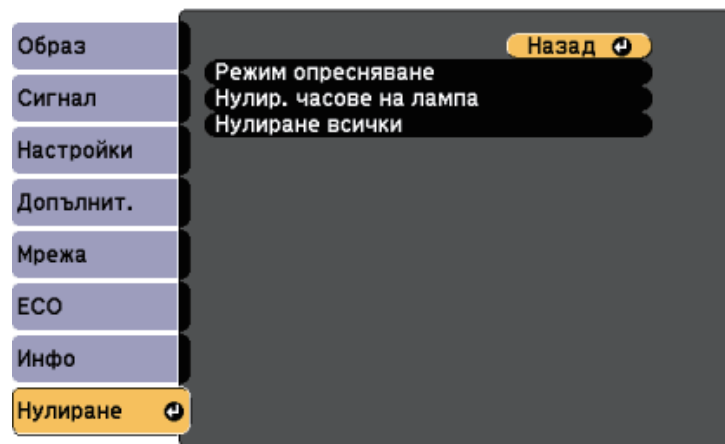 Образ
Сигнал
Настройки
Допълнит.
Мрежа
ECO
Инфо
Нулиране
Назад
Режим опресняване
Нулир. часове на лампа
Нулиране всички